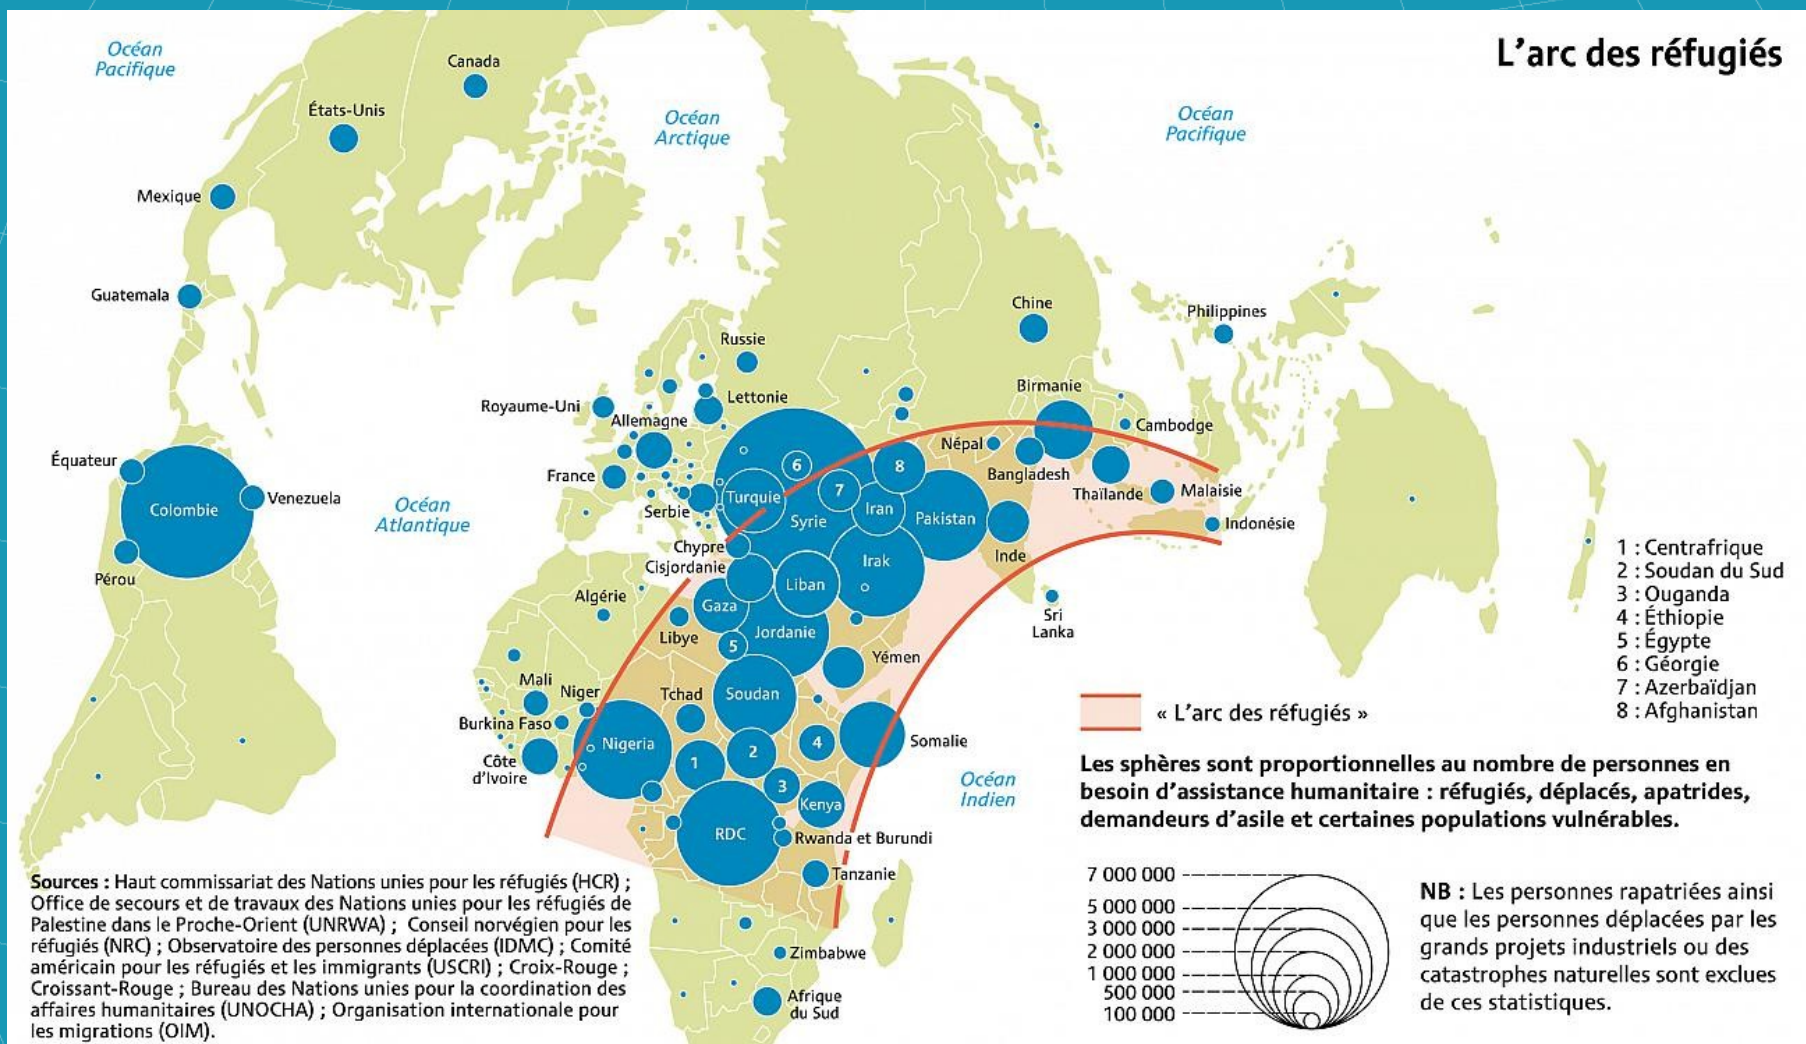 L'arc des réfugiés
Océan
Pacifique
Canada
États-Unis
Océan
Arctique
Océan
Pacifique
Mexique
Guatemala
Chine
Philippines
Russie
Birmanie
Royaume-Uni
Lettonie
Allemagne
Cambodge
Népal
Équateur
France
6
8
Bangladesh
Thaïlande
Malaisie
Venezuela
Colombie
Océan
Atlantique
Serbie
Turquie
7
Iran
Pakistan
Syrie
Indonésie
Inde
Chypre
Cisjordanie
Irak
Pérou
Liban
Algérie
Gaza
Libye
Jordanie
5
Sri
Lanka
Yémen
Mali
Niger
Tchad
Soudan
Burkina Faso
Nigeria
Somalie
Côte
d'Ivoire
1
2
4
3
Kenya
Océan
Indien
RDC
Rwanda et Burundi
Tanzanie
Zimbabwe
Afrique
du Sud
1 : Centrafrique
2 : Soudan du Sud
3 : Ouganda
4 : Éthiopie
5 : Égypte
6 : Géorgie
7 : Azerbaïdjan
8 : Afghanistan
« L'arc des réfugiés »
Les sphères sont proportionnelles au nombre de personnes en
besoin d'assistance humanitaire : réfugiés, déplacés, apatrides,
demandeurs d'asile et certaines populations vulnérables.
7 000 000
5 000 000
3 000 000
2 000 000
1 000 000
500 000
100 000
NB : Les personnes rapatriées ainsi
que les personnes déplacées par les
grands projets industriels ou des
catastrophes naturelles sont exclues
de ces statistiques.
Sources : Haut commissariat des Nations unies pour les réfugiés (HCR) ;
Office de secours et de travaux des Nations unies pour les réfugiés de
Palestine dans le Proche-Orient (UNRWA) ; Conseil norvégien pour les
réfugiés (NRC) ; Observatoire des personnes déplacées (IDMC) ; Comité
américain pour les réfugiés et les immigrants (USCRI) ; Croix-Rouge ;
Croissant-Rouge ; Bureau des Nations unies pour la coordination des
affaires humanitaires (UNOCHA) ; Organisation internationale pour
les migrations (OIM).